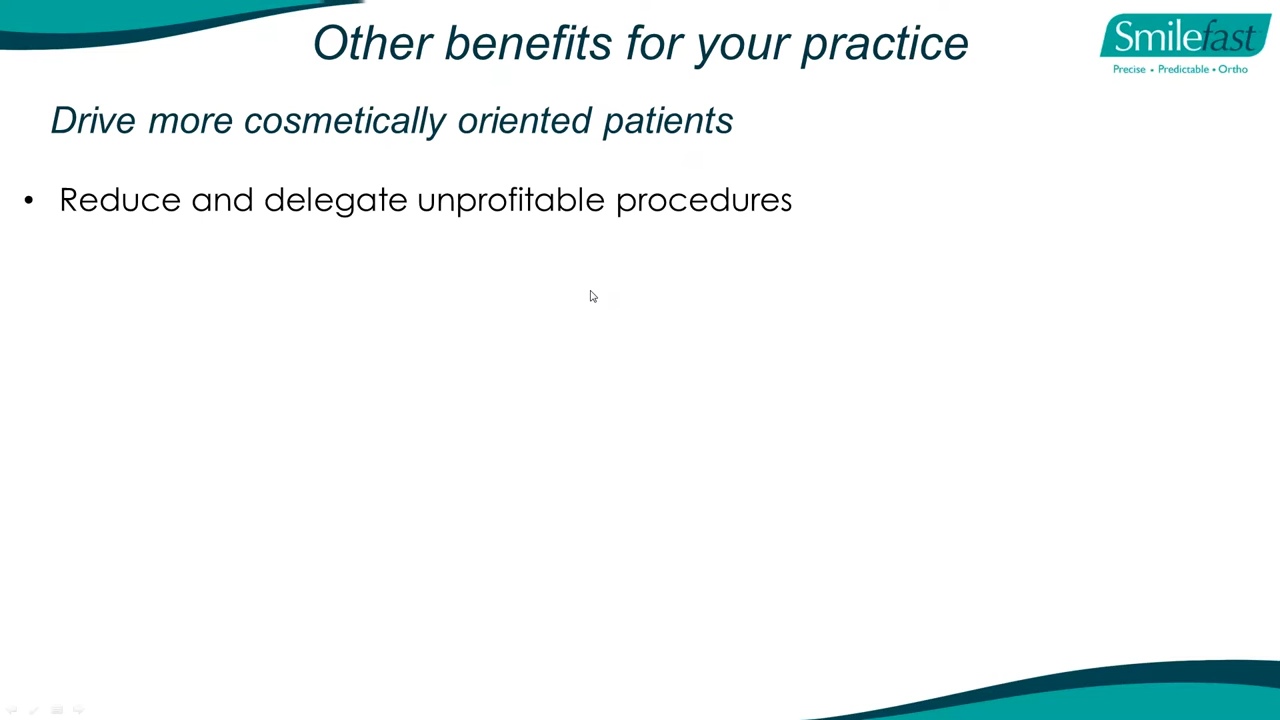 Other benefits for your practice
Smilefast
Precise • Predictable • Ortho
Drive more cosmetically oriented patients
• Reduce and delegate unprofitable procedures